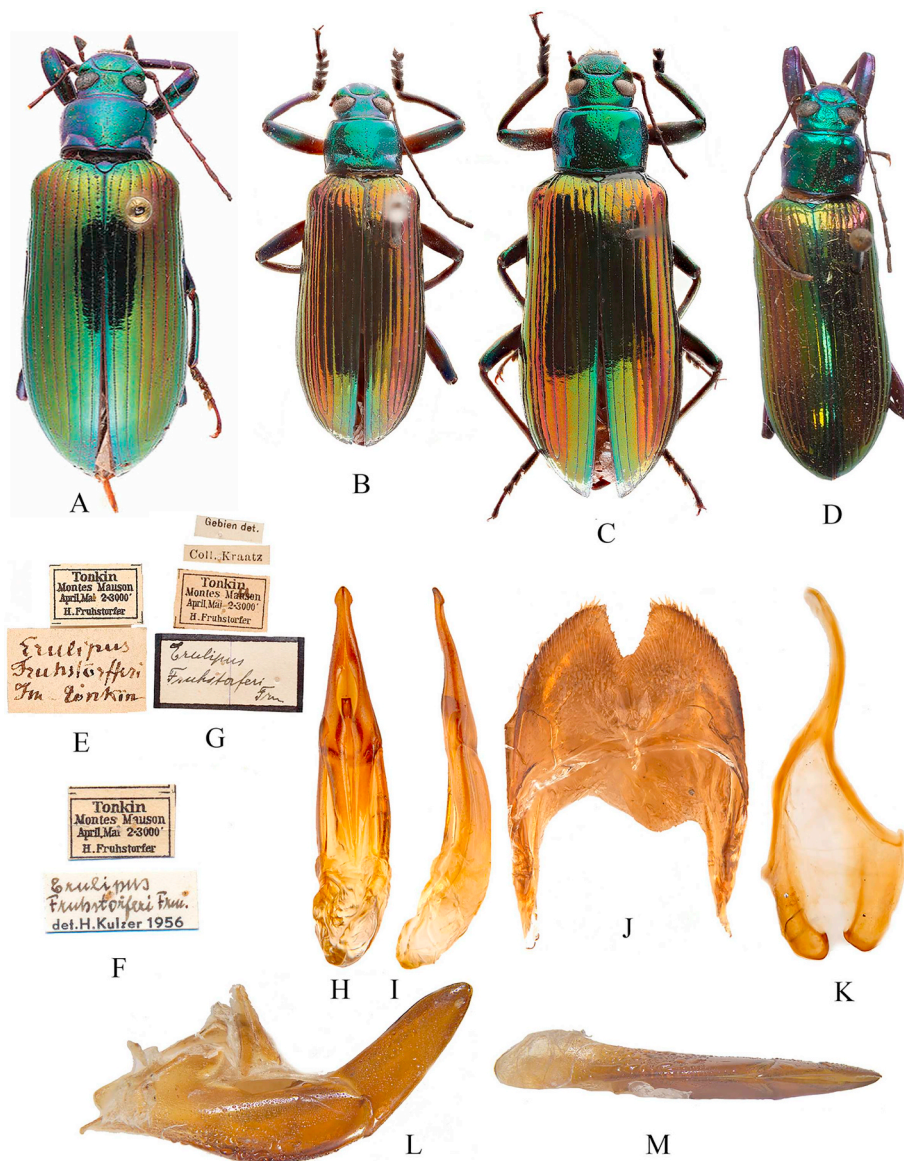 A
B
C
D
Tonkin
Montes Mauson
April, Mai 2-3000'
H. Fruhstorfer
Erulipus
Fruhstorfferi
Fm Tonkin
E
Gebien det.
Coll. Kraatz
Tonkin
Montes Mauson
April, Mai 2-3000'
H. Fruhstorfer
Erulipus
Fruhstorferi
Frm
G
Tonkin
Montes Mauson
April, Mai 2-3000'
H. Fruhstorfer
Erulipus
Fruhstorferi Frm.
det. H. Kulzer 1956
F
H
I
J
K
L
M